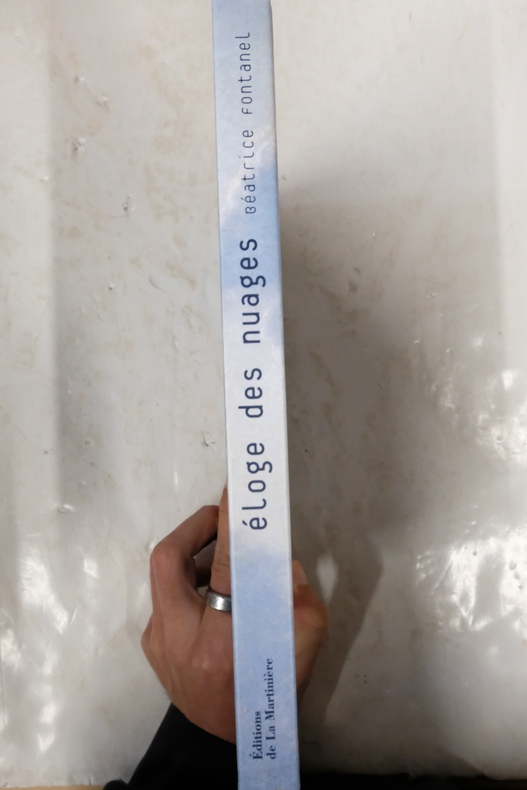 éloge des nuages
Béatrice Fontanel
Éditions
de La Martinière